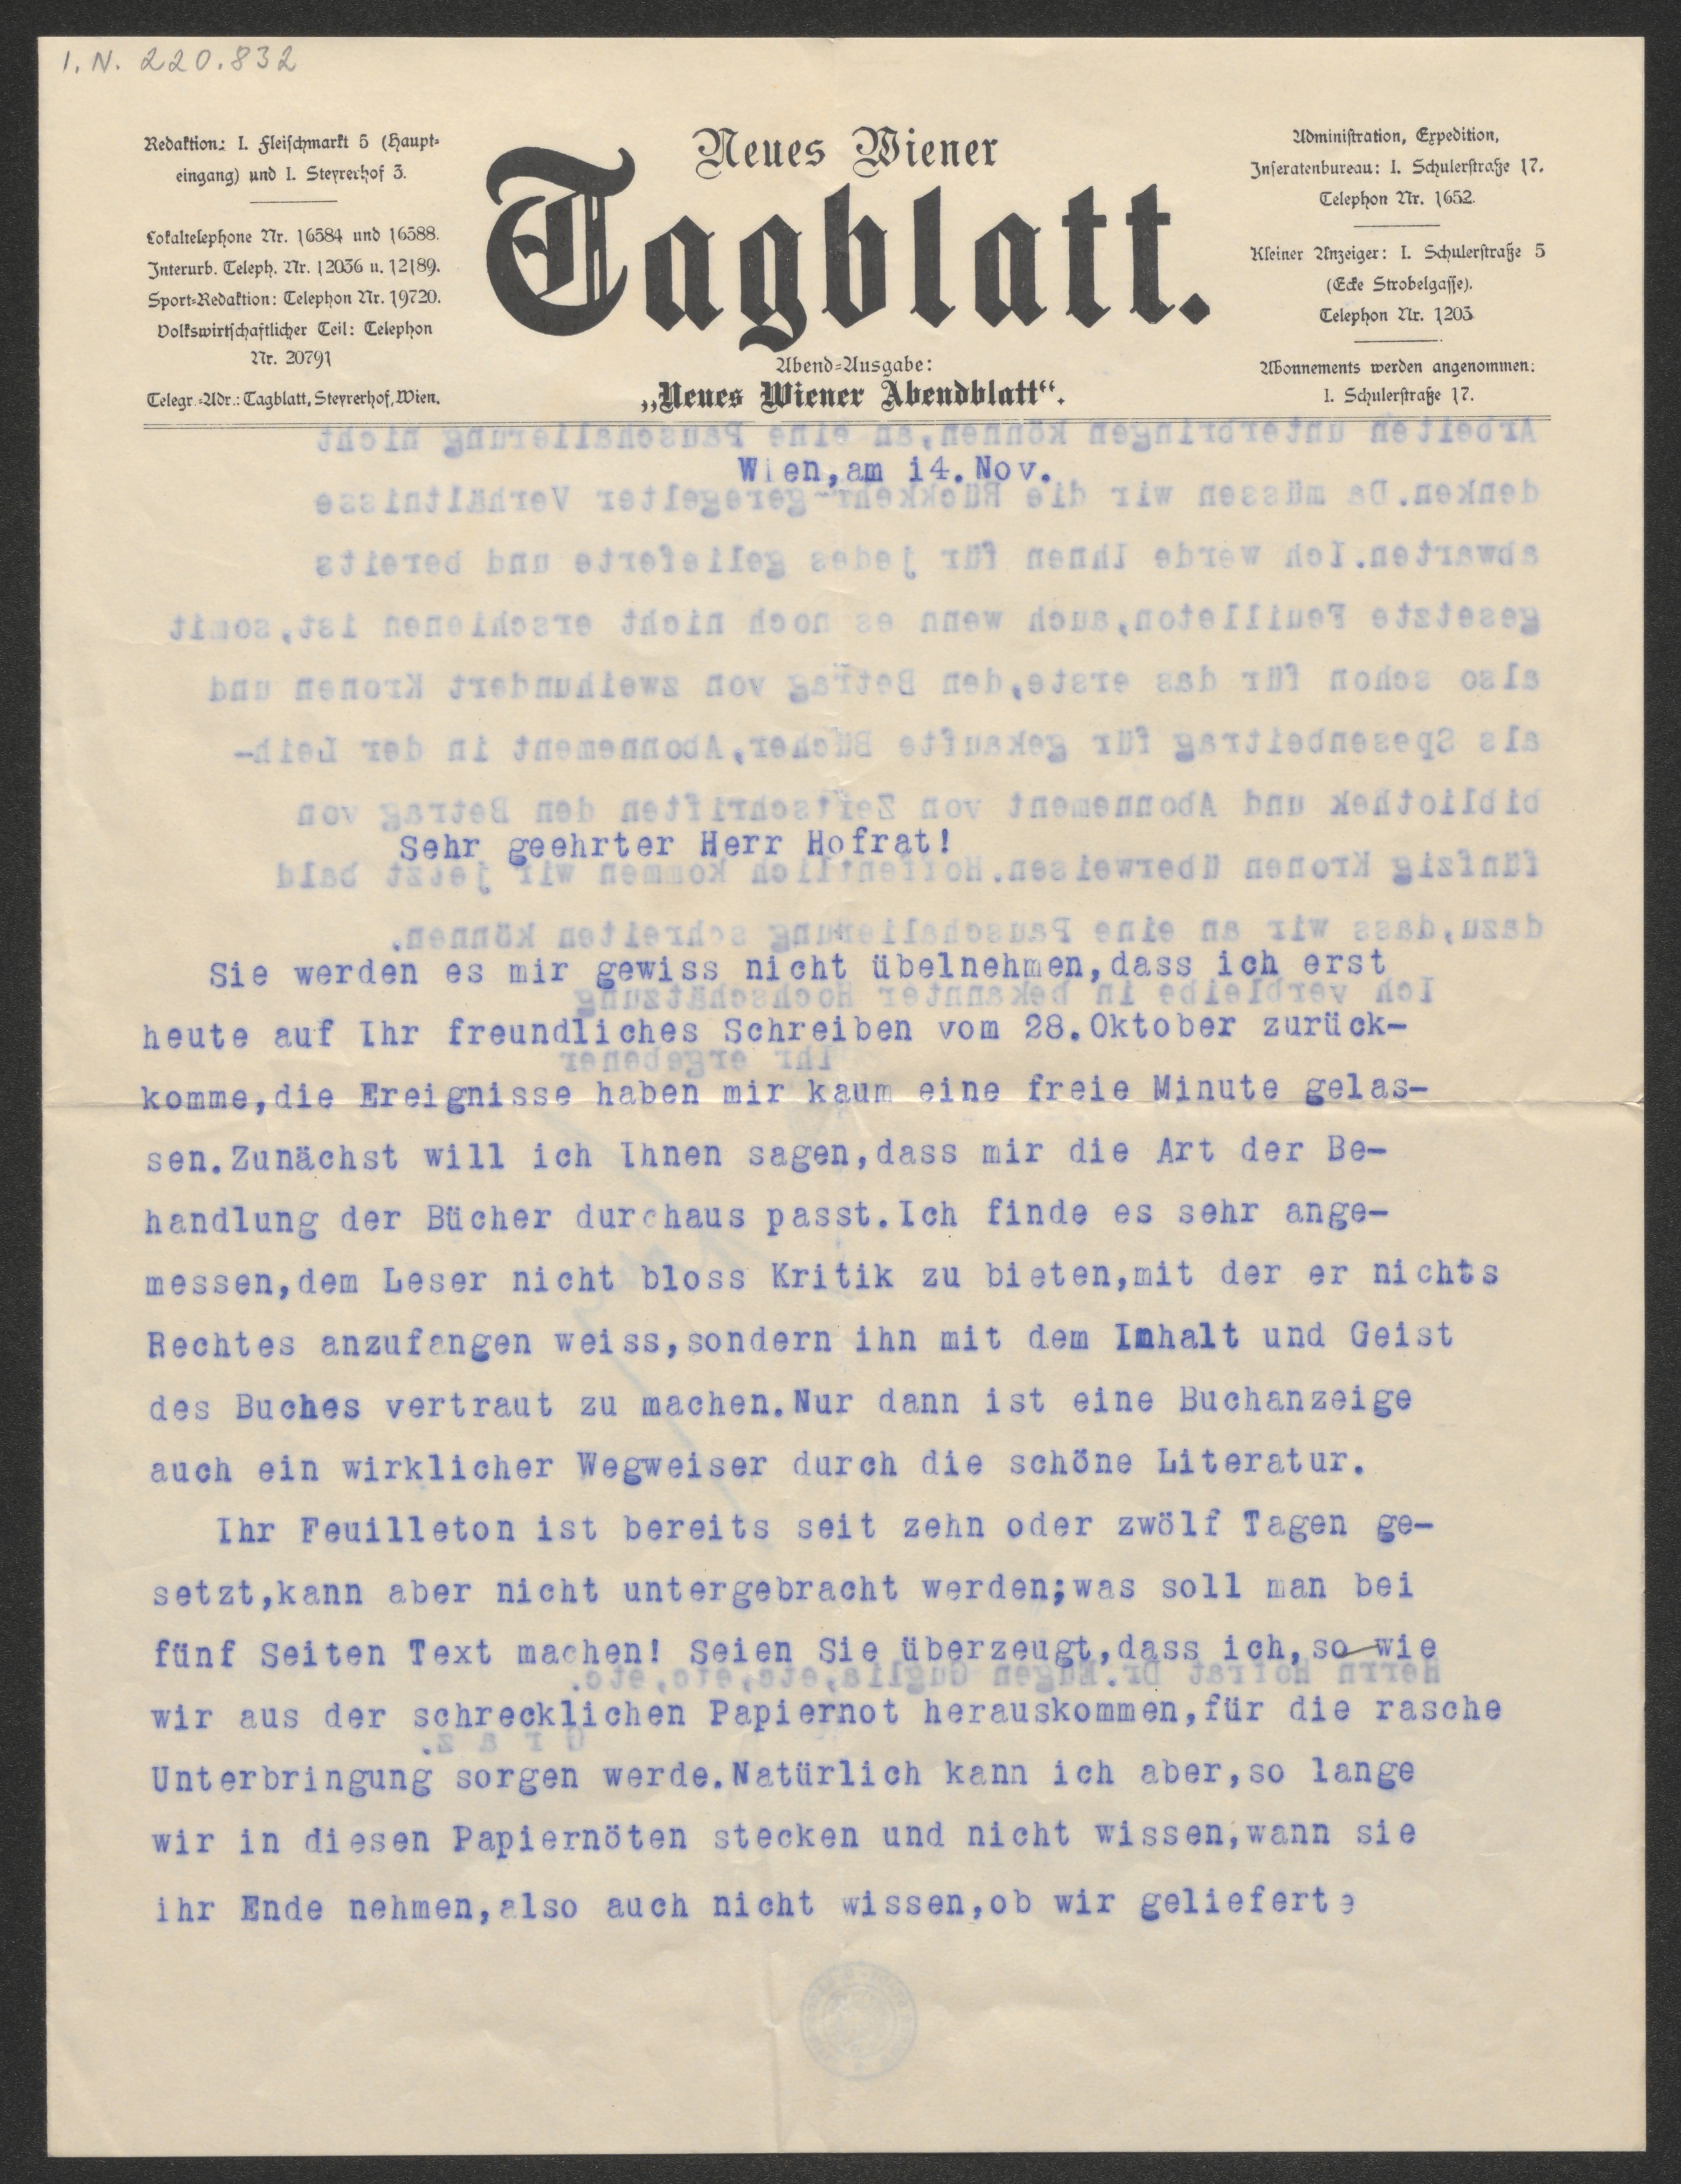 I.N. 220.832
Redaktion: I. Fleischmarkt 5 (Haupt-
eingang) und I. Steyrerhof 3.
Lokaltelephone Nr. 16584 und 16588.
Interurb. Teleph. Nr. 12036 u. 12189.
Sport-Redaktion: Telephon Nr. 19720.
Volkswirtschaftlicher Teil: Telephon
Nr. 20791
Telegr.-Adr.: Tagblatt, Steyrerhof, Wien.
Neues Wiener
Tagblatt.
Abend-Ausgabe:
„Neues Wiener Abendblatt“.
Administration, Expedition,
Inseratenbureau: I. Schulerstraße 17.
Telephon Nr. 1652.
Kleiner Anzeiger: I. Schulerstraße 5
(Ecke Strobelgasse).
Telephon Nr. 1203
Abonnements werden angenommen:
I. Schulerstraße 17.
Wien,am 14.Nov.
Sehr geehrter Herr Hofrat!
Sie werden es mir gewiss nicht übelnehmen,dass ich erst
heute auf Ihr freundliches Schreiben vom 28.Oktober zurück-
komme,die Ereignisse haben mir kaum eine freie Minute gelas-
sen.Zunächst will ich Ihnen sagen,dass mir die Art der Be-
handlung der Bücher durchaus passt.Ich finde es sehr ange-
messen,dem Leser nicht bloss Kritik zu bieten,mit der er nichts
Rechtes anzufangen weiss,sondern ihn mit dem Inhalt und Geist
des Buches vertraut zu machen.Nur dann ist eine Buchanzeige
auch ein wirklicher Wegweiser durch die schöne Literatur.
Ihr Feuilleton ist bereits seit zehn oder zwölf Tagen ge-
setzt,kann aber nicht untergebracht werden;was soll man bei
fünf Seiten Text machen! Seien Sie überzeugt,dass ich,so wie
wir aus der schrecklichen Papiernot herauskommen,für die rasche
Unterbringung sorgen werde.Natürlich kann ich aber,so lange
wir in diesen Papiernöten stecken und nicht wissen,wann sie
ihr Ende nehmen,also auch nicht wissen,ob wir gelieferte